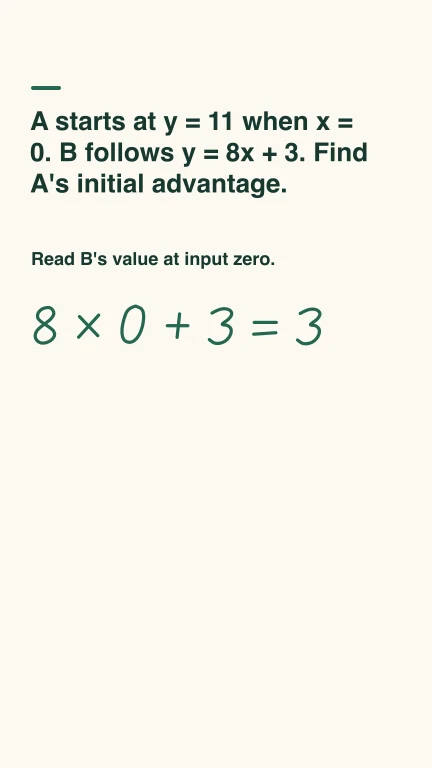 A starts at y = 11 when x =
0. B follows y = 8x + 3. Find
A's initial advantage.
Read B's value at input zero.
8 × 0 + 3 = 3